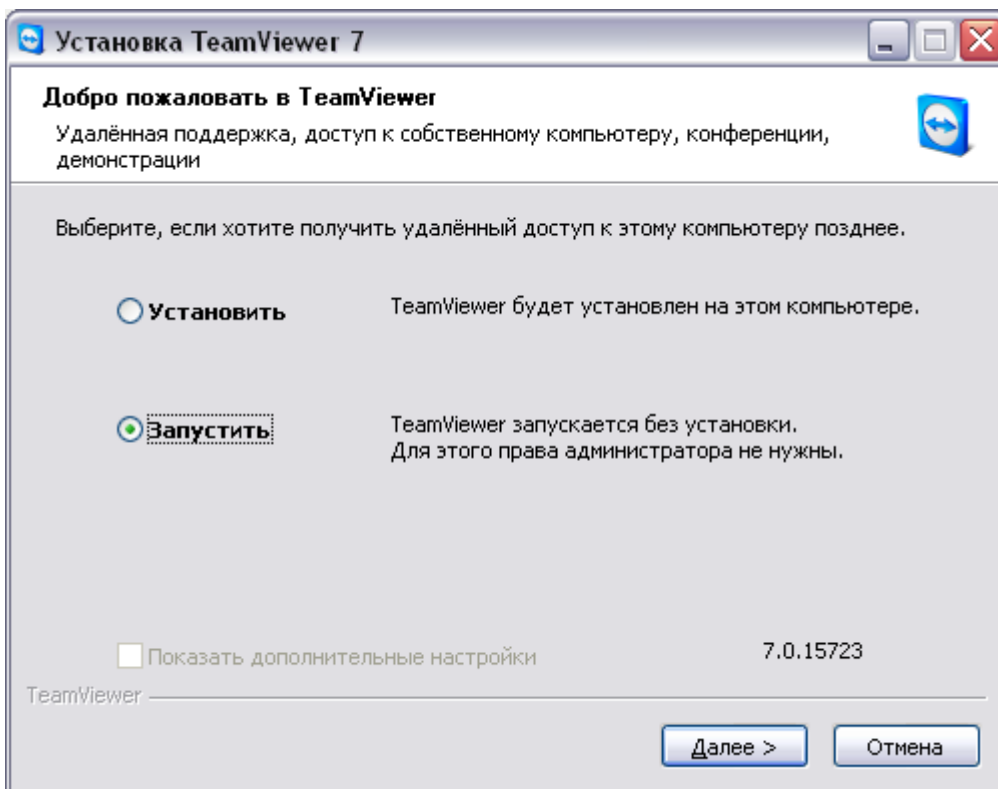 Установка TeamViewer 7
Добро пожаловать в TeamViewer
Удалённая поддержка, доступ к собственному компьютеру, конференции,
демонстрации
Выберите, если хотите получить удалённый доступ к этому компьютеру позднее.
Установить
TeamViewer будет установлен на этом компьютере.
Запустить
TeamViewer запускается без установки.
Для этого права администратора не нужны.
Показать дополнительные настройки
7.0.15723
TeamViewer
Далее >
Отмена